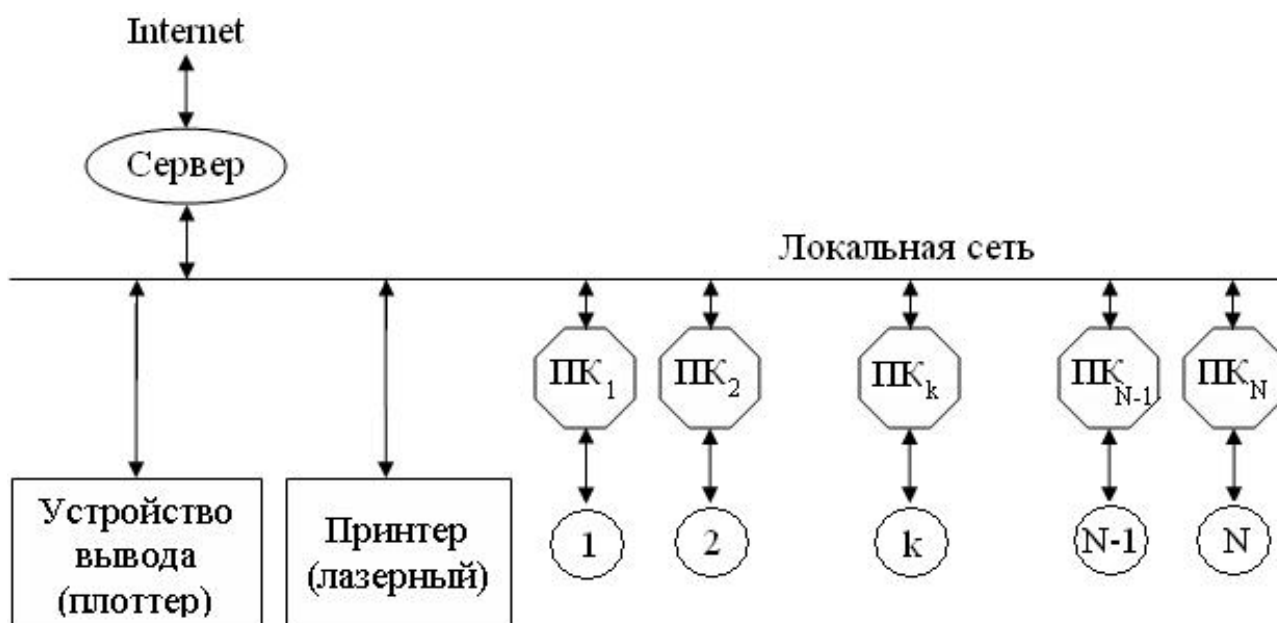 Internet
Сервер
Локальная сеть
ПК1
ПК2
ПКk
ПКN-1
ПКN
Устройство
вывода
(плоттер)
Принтер
(лазерный)
1
2
k
N-1
N